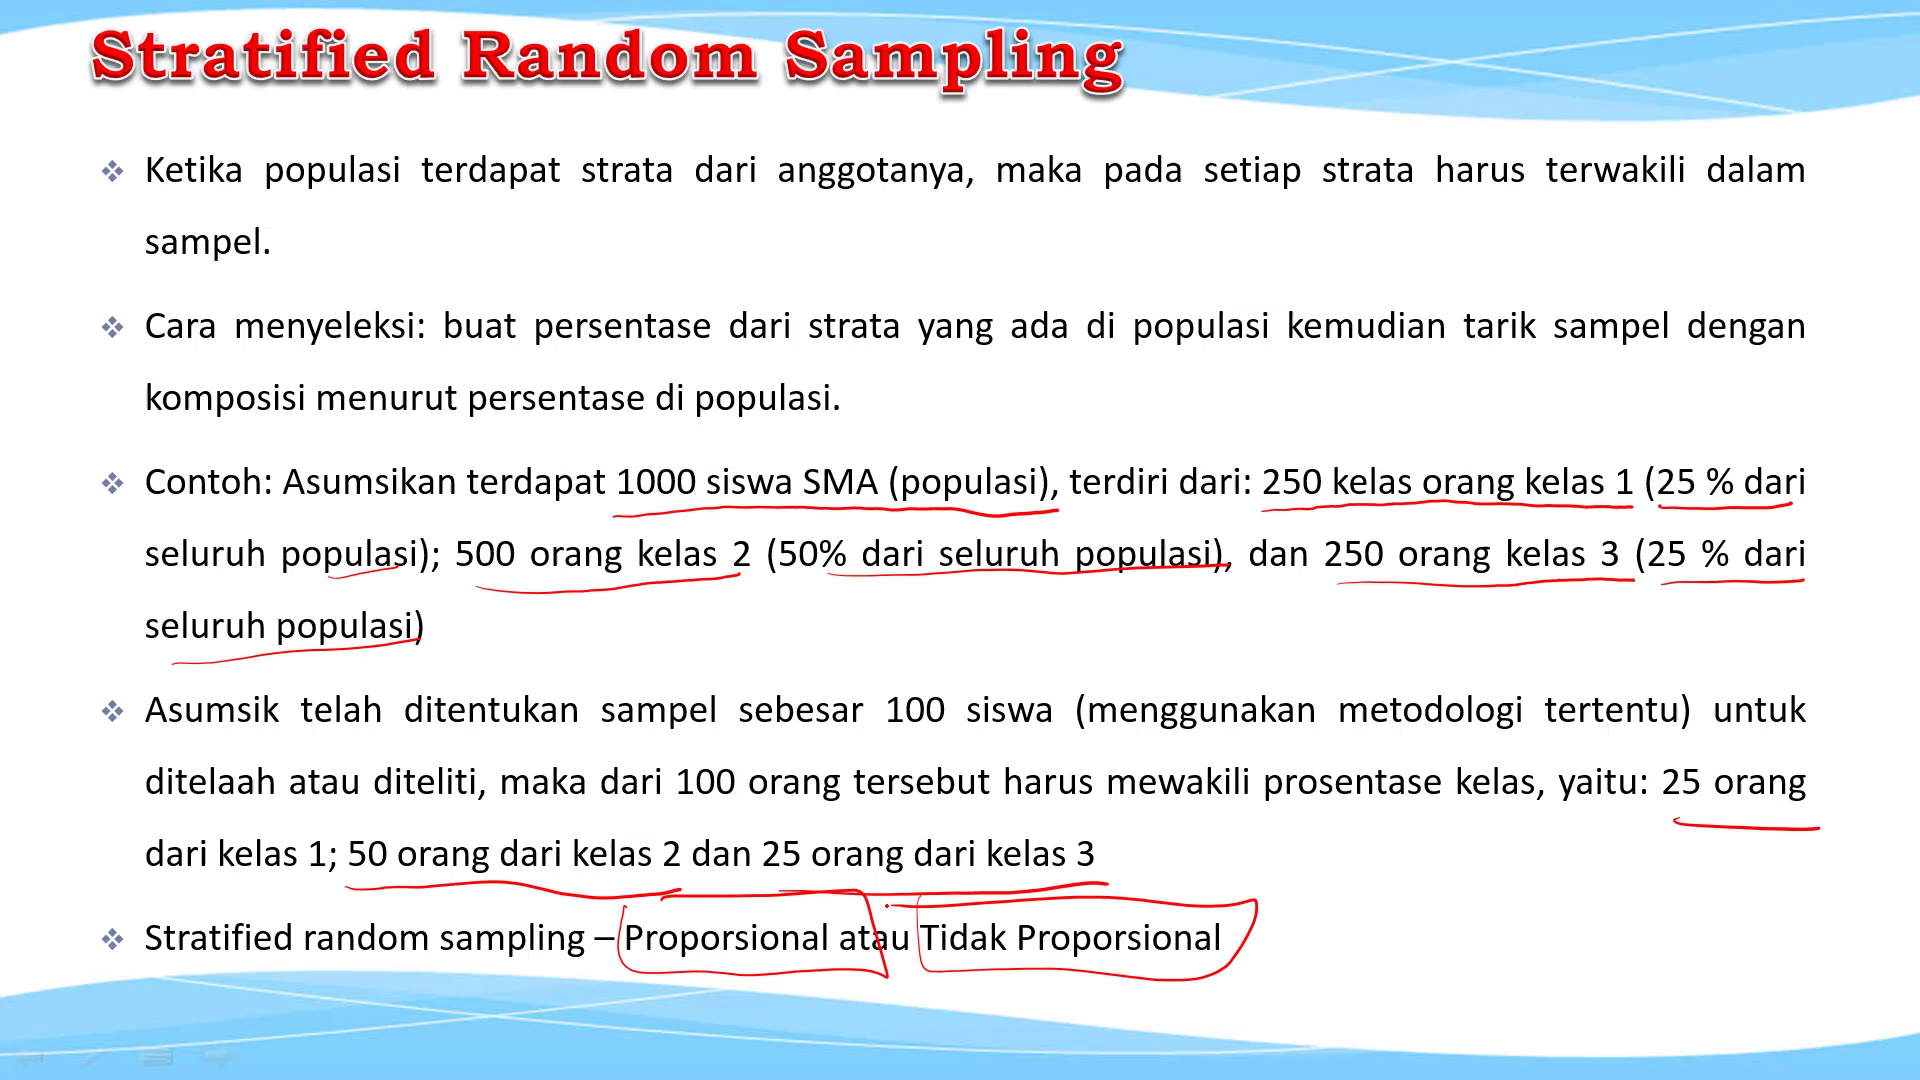 Stratified Random Sampling
Ketika populasi terdapat strata dari anggotanya, maka pada setiap strata harus terwakili dalam
sampel.
Cara menyeleksi: buat persentase dari strata yang ada di populasi kemudian tarik sampel dengan
komposisi menurut persentase di populasi.
Contoh: Asumsikan terdapat 1000 siswa SMA (populasi), terdiri dari: 250 kelas orang kelas 1 (25 % dari
seluruh populasi); 500 orang kelas 2 (50% dari seluruh populasi), dan 250 orang kelas 3 (25 % dari
seluruh populasi)
Asumsik telah ditentukan sampel sebesar 100 siswa (menggunakan metodologi tertentu) untuk
ditelaah atau diteliti, maka dari 100 orang tersebut harus mewakili prosentase kelas, yaitu: 25 orang
dari kelas 1; 50 orang dari kelas 2 dan 25 orang dari kelas 3
Stratified random sampling – Proporsional atau Tidak Proporsional